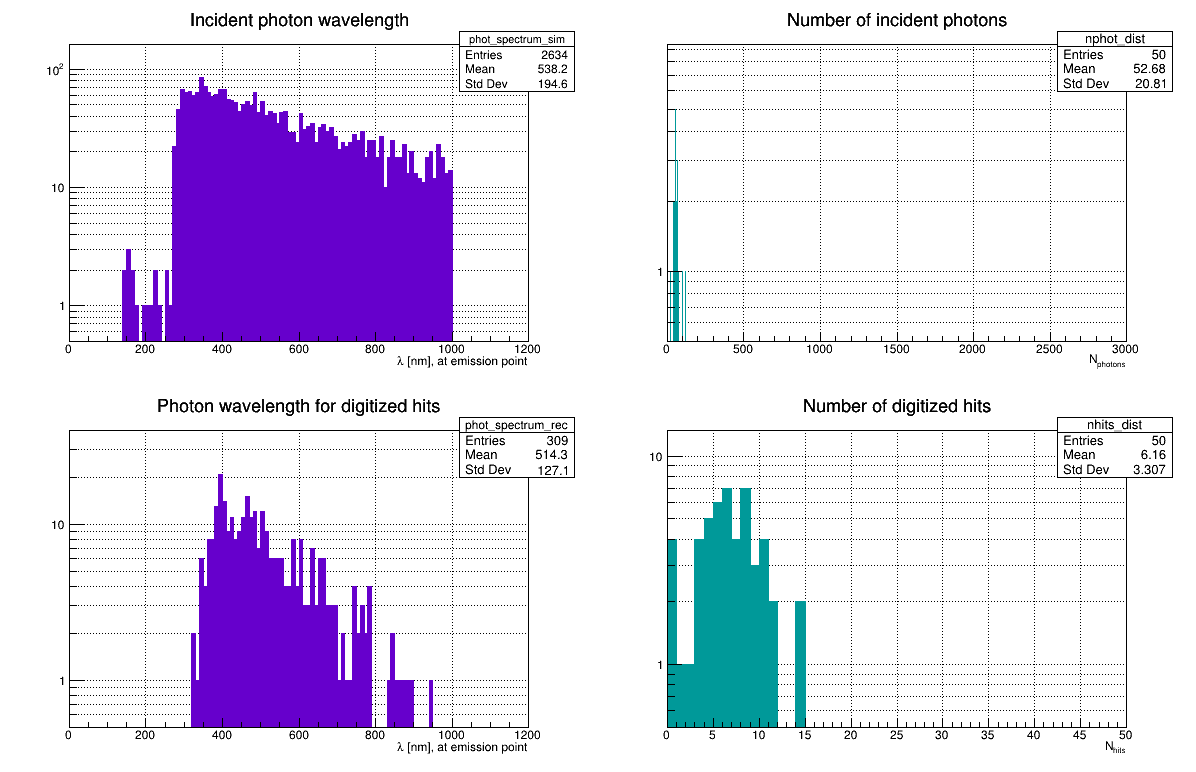 Incident photon wavelength
phot_spectrum_sim
Entries 2634
Mean 538.2
Std Dev 194.6
10²
10
1
0 200 400 600 800 1000 1200
λ [nm], at emission point
Number of incident photons
nphot_dist
Entries 50
Mean 52.68
Std Dev 20.81
1
0 500 1000 1500 2000 2500 3000
Nphotons
Photon wavelength for digitized hits
phot_spectrum_rec
Entries 309
Mean 514.3
Std Dev 127.1
10
1
0 200 400 600 800 1000 1200
λ [nm], at emission point
Number of digitized hits
nhits_dist
Entries 50
Mean 6.16
Std Dev 3.307
10
1
0 5 10 15 20 25 30 35 40 45 50
Nhits